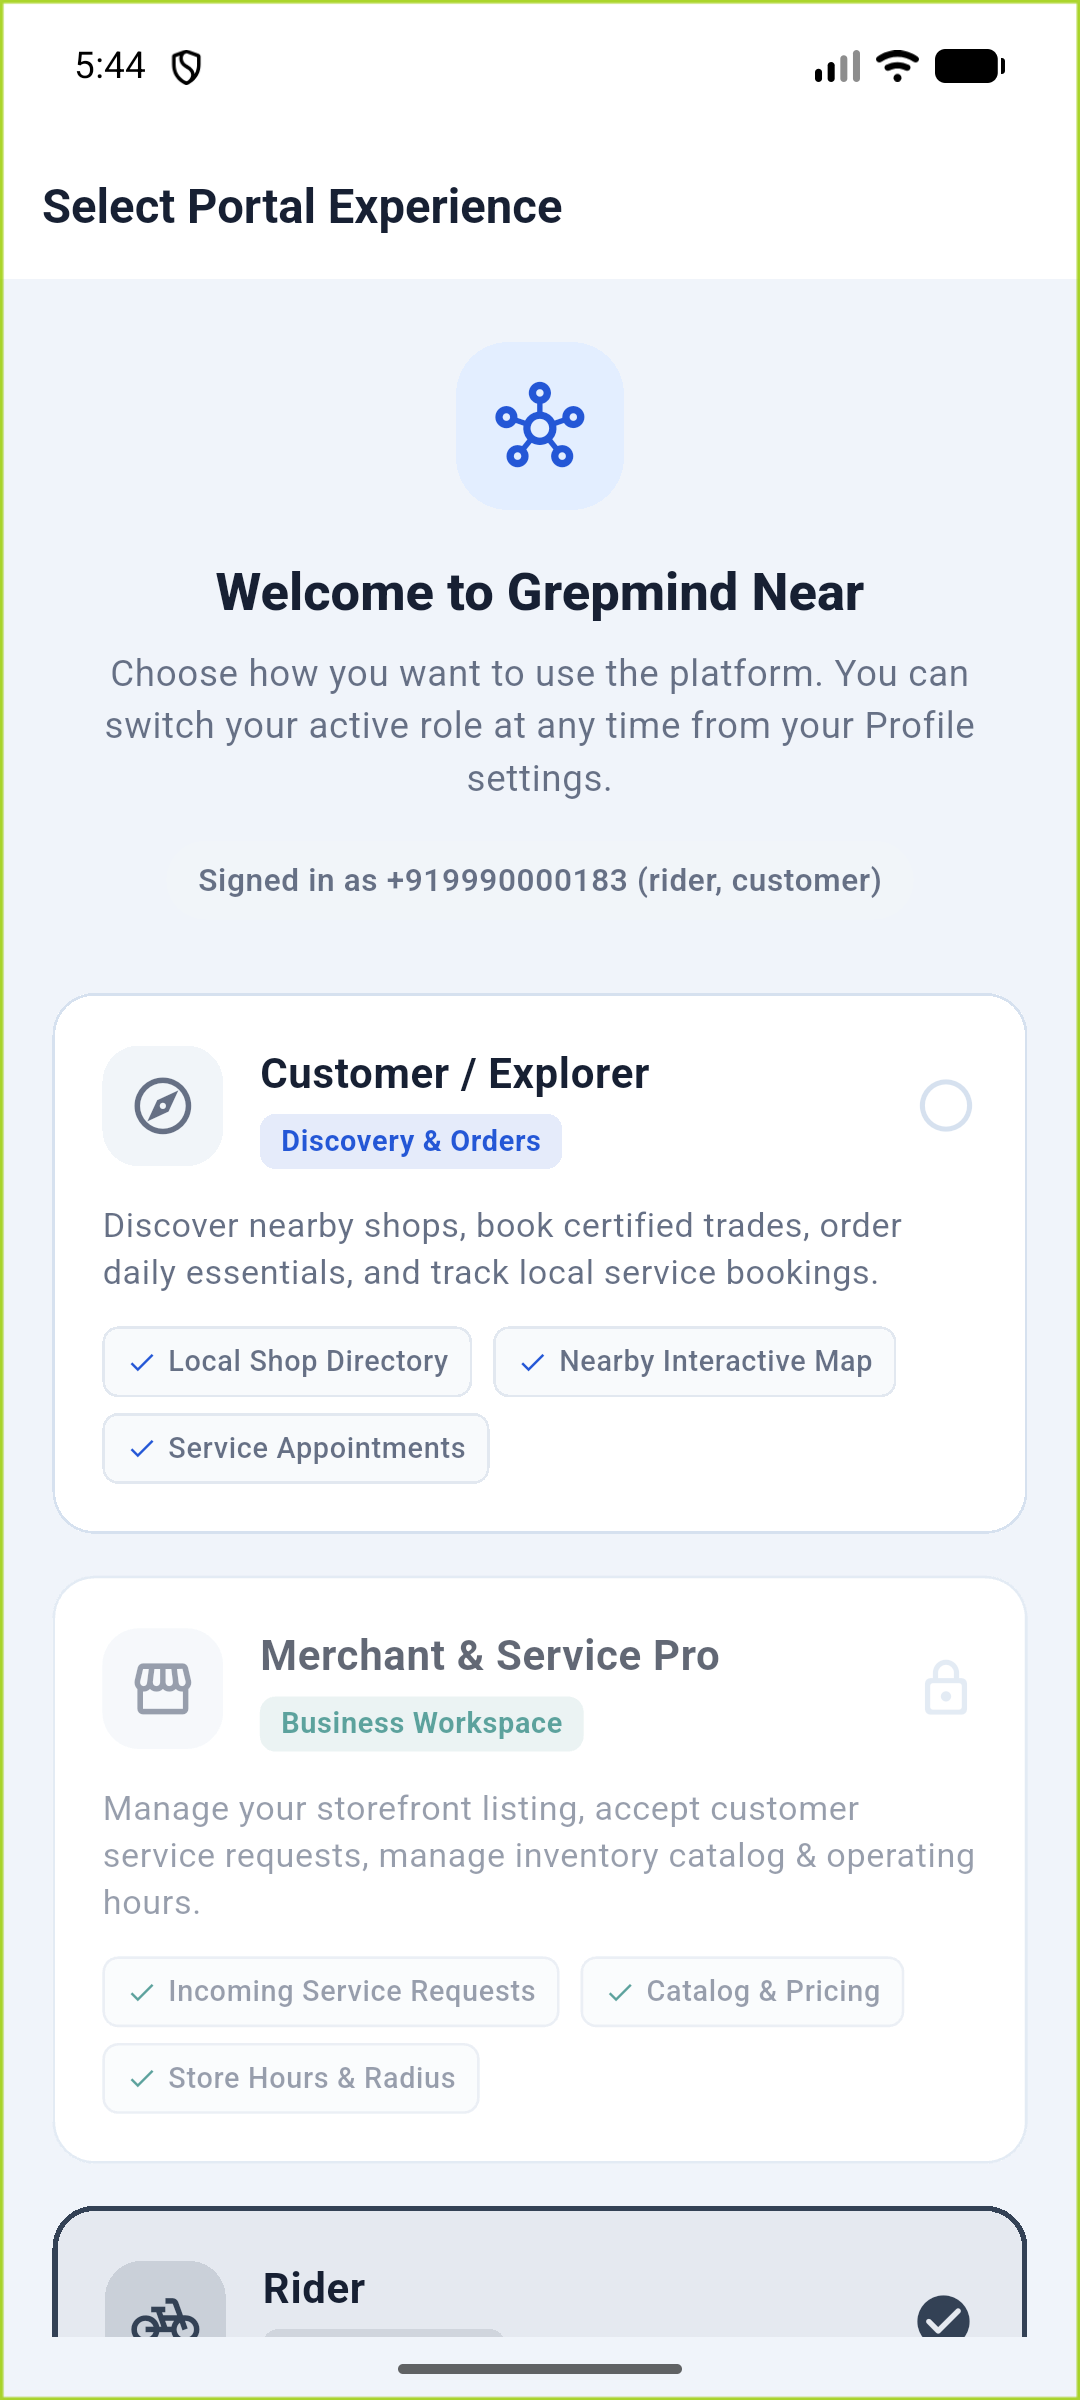 5:44
Select Portal Experience
Welcome to Grepmind Near
Choose how you want to use the platform. You can
switch your active role at any time from your Profile
settings.
Signed in as +919990000183 (rider, customer)
Customer / Explorer
Discovery & Orders
Discover nearby shops, book certified trades, order
daily essentials, and track local service bookings.
Local Shop Directory
Nearby Interactive Map
Service Appointments
Merchant & Service Pro
Business Workspace
Manage your storefront listing, accept customer
service requests, manage inventory catalog & operating
hours.
Incoming Service Requests
Catalog & Pricing
Store Hours & Radius
Rider